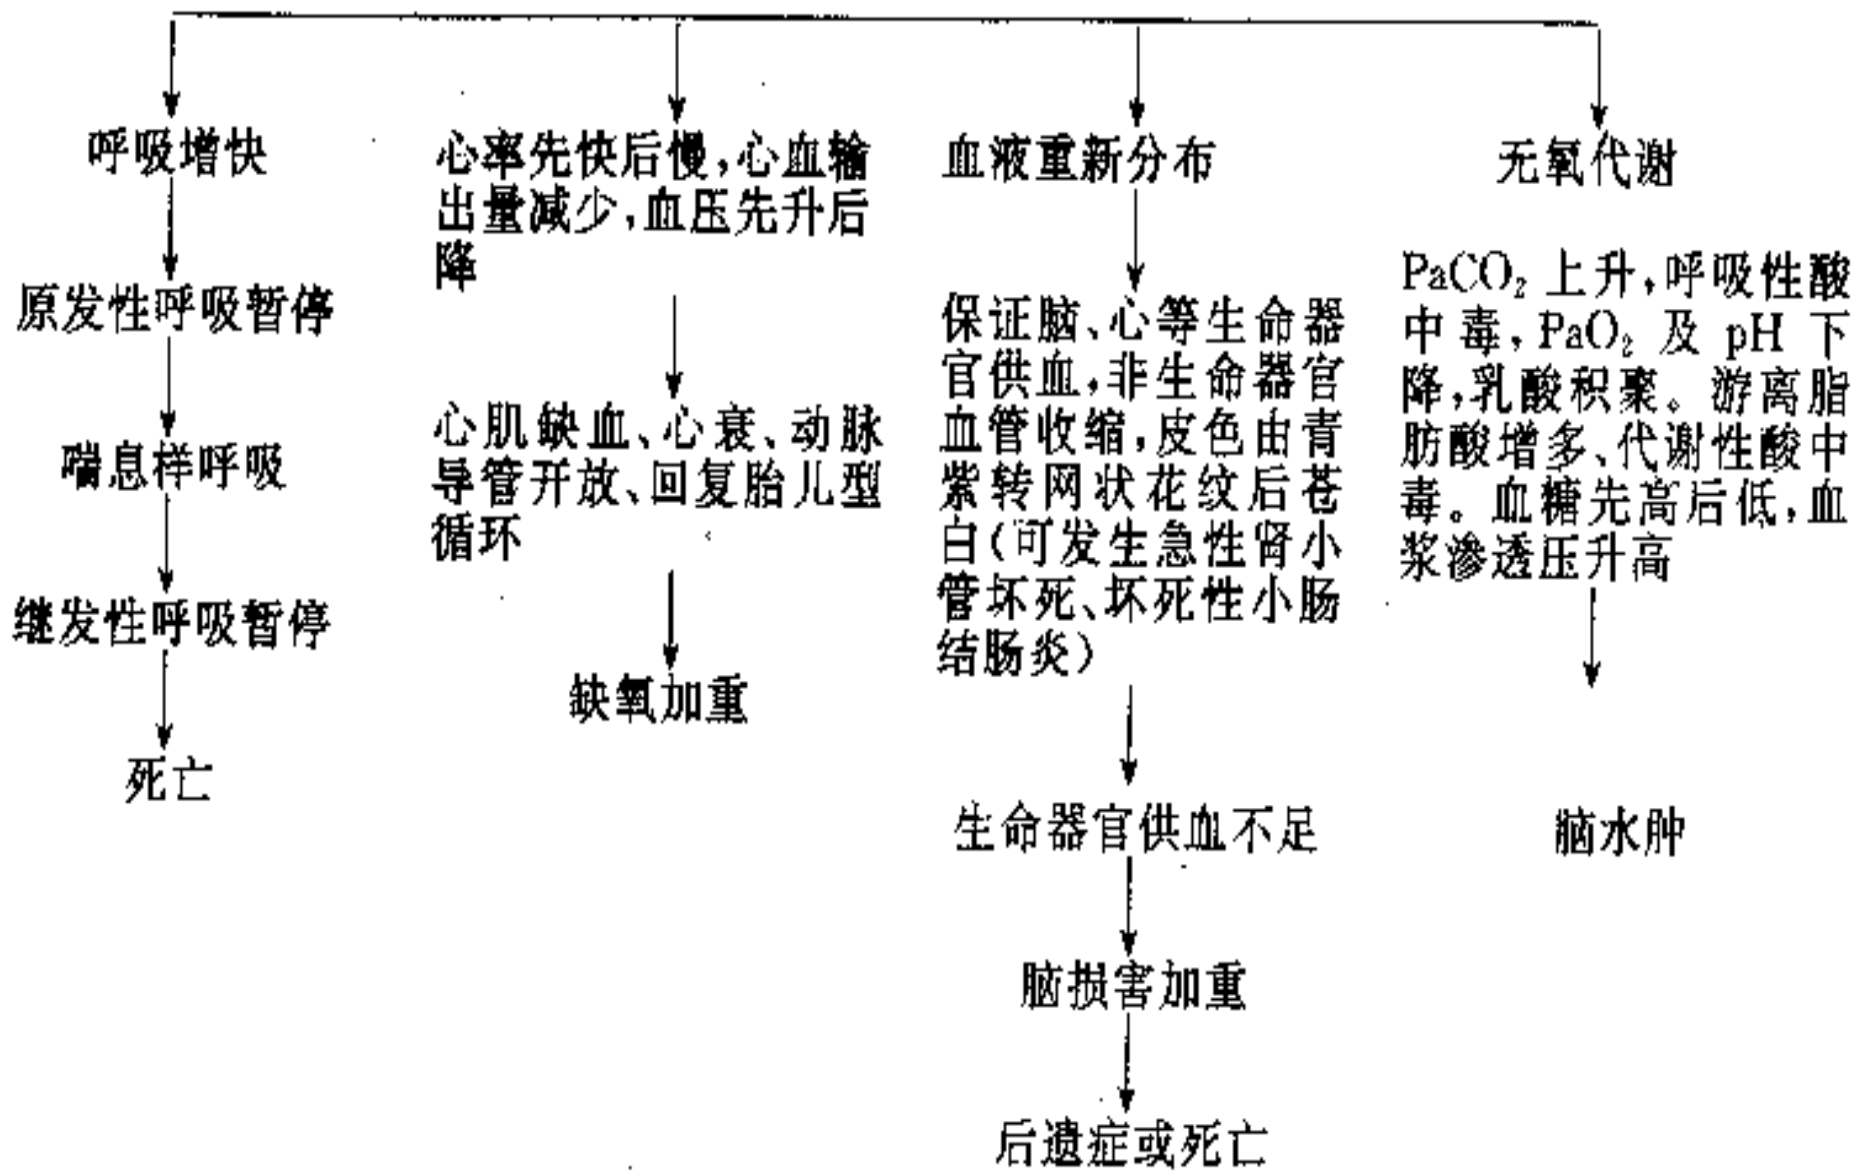 呼吸增快
原发性呼吸暂停
喘息样呼吸
继发性呼吸暂停
死亡
心率先快后慢,心血输
出量减少,血压先升后
降
心肌缺血、心衰、动脉
导管开放、回复胎儿型
循环
缺氧加重
血液重新分布
保证脑、心等生命器
官供血,非生命器官
血管收缩,皮色由青
紫转网状花纹后苍
白(可发生急性肾小
管坏死、坏死性小肠
结肠炎)
生命器官供血不足
脑损害加重
后遗症或死亡
无氧代谢
PaCO₂ 上升,呼吸性酸
中毒,PaO₂ 及 pH 下
降,乳酸积聚。游离脂
肪酸增多、代谢性酸中
毒。血糖先高后低,血
浆渗透压升高
脑水肿